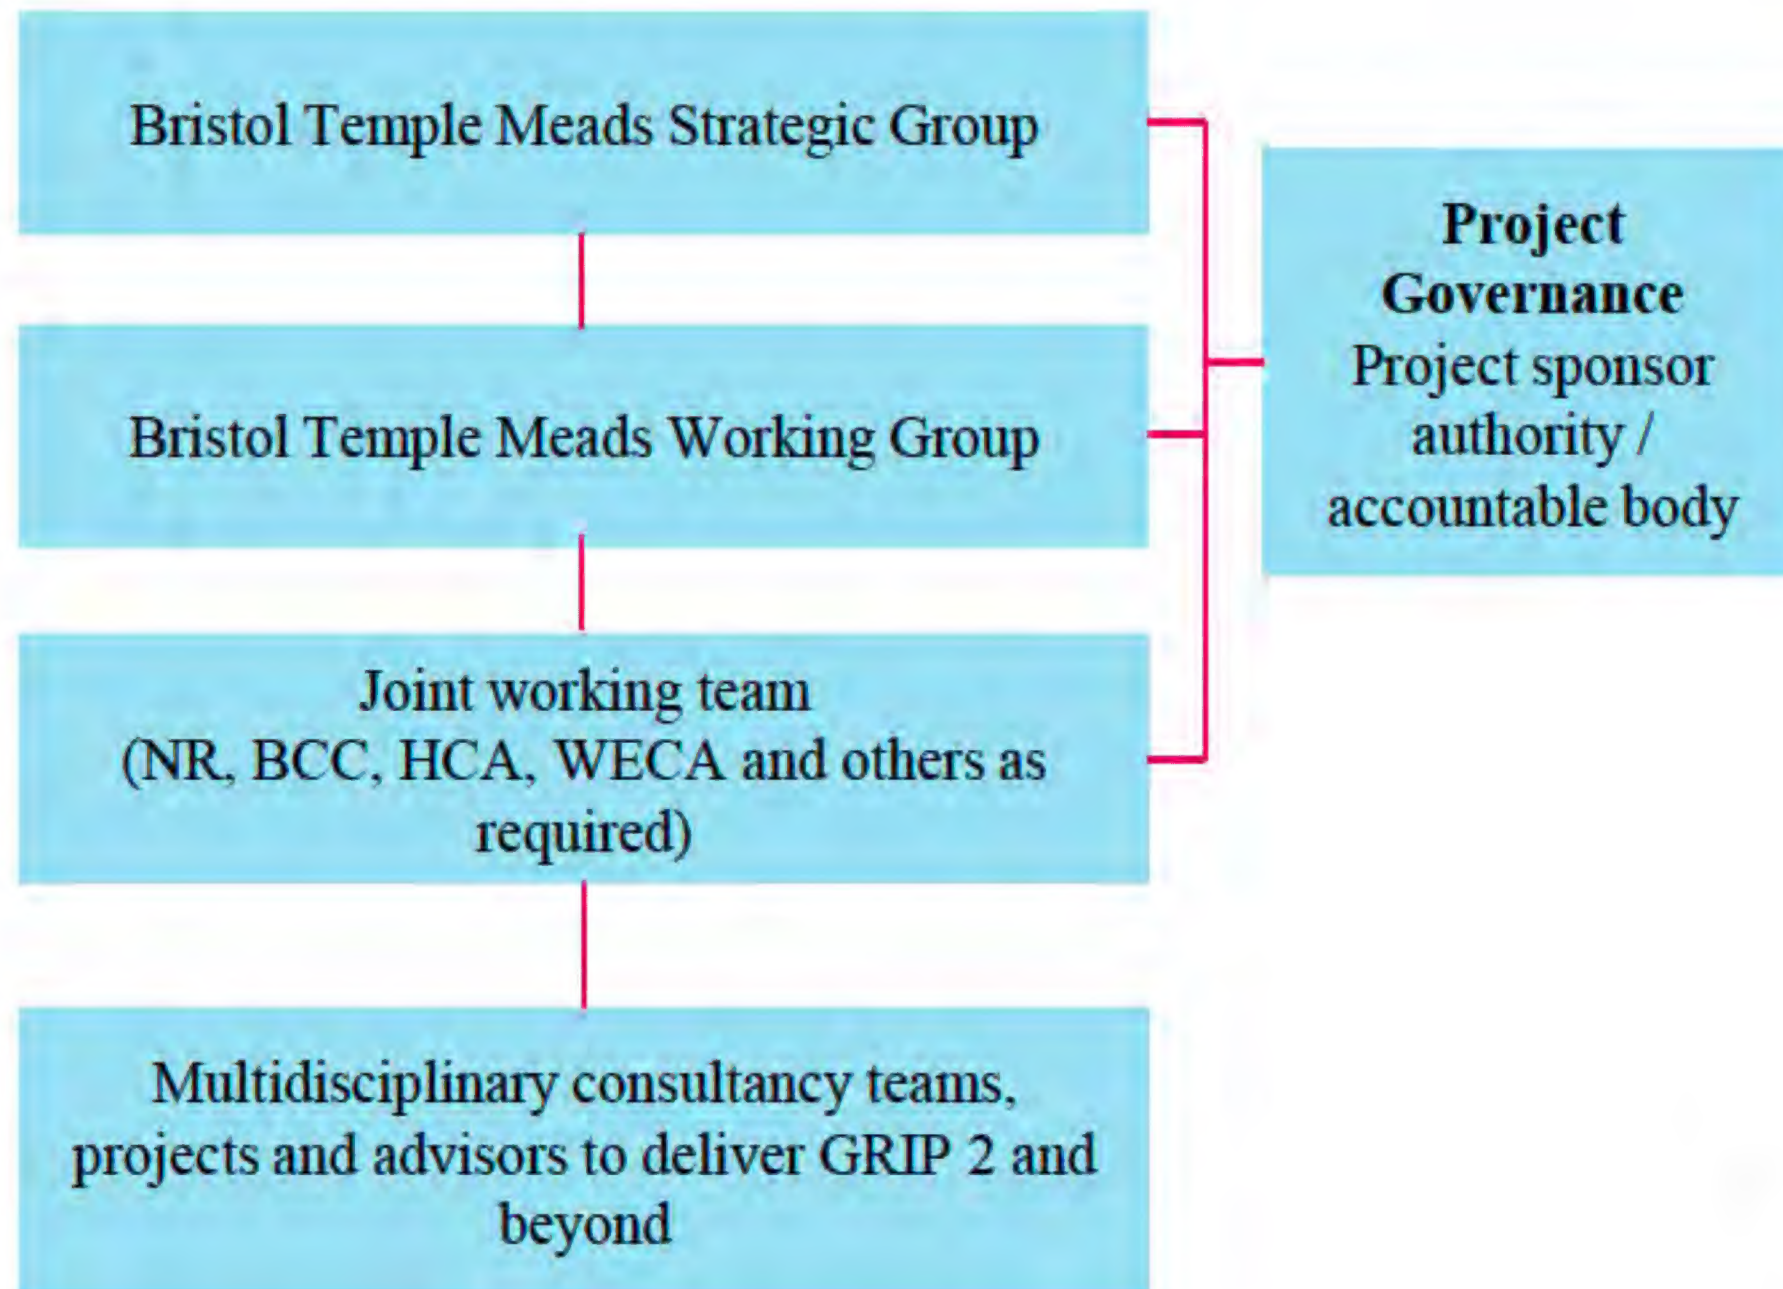 Bristol Temple Meads Strategic Group
Bristol Temple Meads Working Group
Joint working team
(NR, BCC, HCA, WECA and others as
required)
Multidisciplinary consultancy teams,
projects and advisors to deliver GRIP 2 and
beyond
Project
Governance
Project sponsor
authority /
accountable body